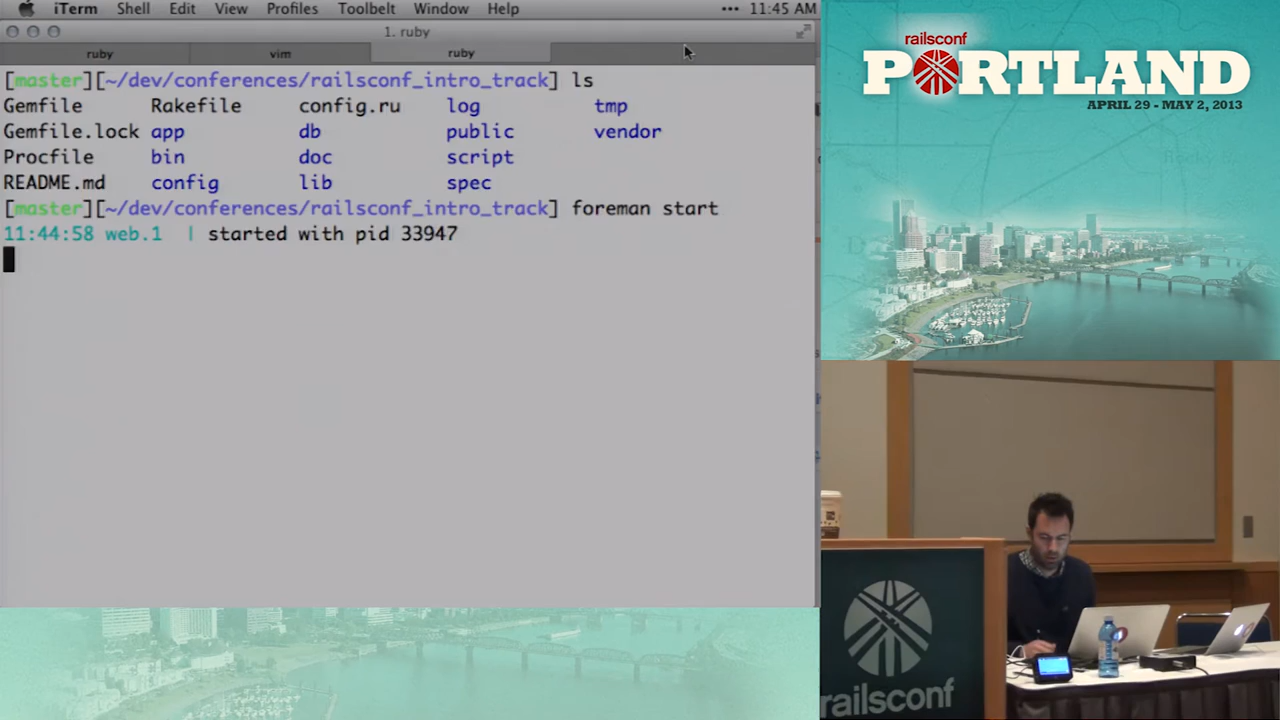 iTerm Shell Edit View Profiles Toolbelt Window Help ••• 11:45 AM
1. ruby
ruby vim ruby
[master][~/dev/conferences/railsconf_intro_track] ls
Gemfile Rakefile config.ru log tmp
Gemfile.lock app db public vendor
Procfile bin doc script
README.md config lib spec
[master][~/dev/conferences/railsconf_intro_track] foreman start
11:44:58 web.1 | started with pid 33947
railsconf
PORTLAND
APRIL 29 - MAY 2, 2013
railsconf